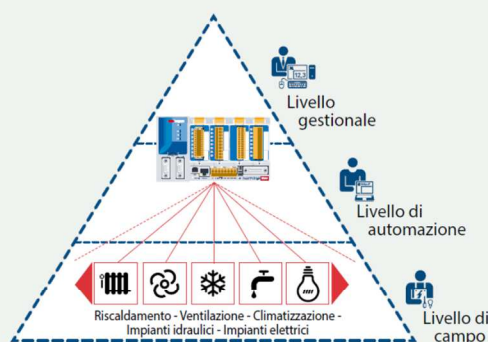 Livello
gestionale
Livello di
automazione
Riscaldamento - Ventilazione - Climatizzazione -
Impianti idraulici - Impianti elettrici
Livello di
campo